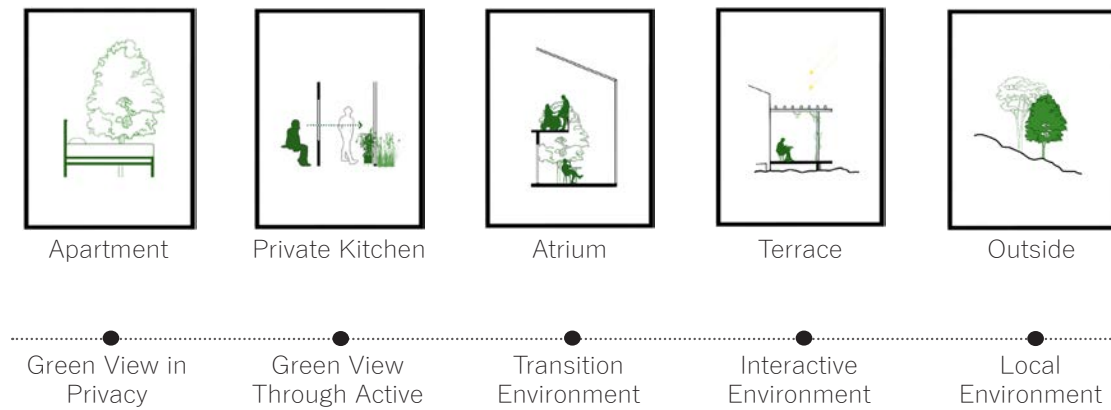 Apartment
Private Kitchen
Atrium
Terrace
Outside
Green View in
Privacy
Green View
Through Active
Transition
Environment
Interactive
Environment
Local
Environment